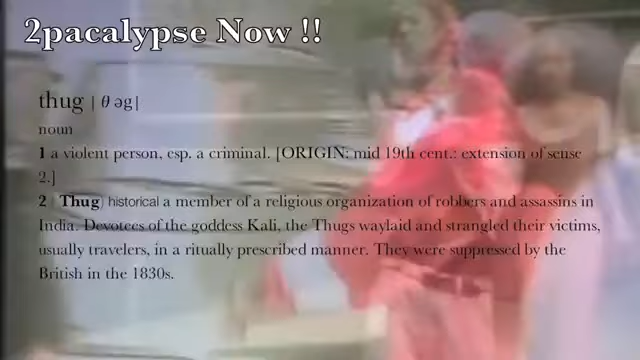 2pacalypse Now !!
thug | θ əg|
noun
1 a violent person, esp. a criminal. [ORIGIN: mid 19th cent.: extension of sense
2.]
2 ( Thug) historical a member of a religious organization of robbers and assassins in
India. Devotees of the goddess Kali, the Thugs waylaid and strangled their victims,
usually travelers, in a ritually prescribed manner. They were suppressed by the
British in the 1830s.